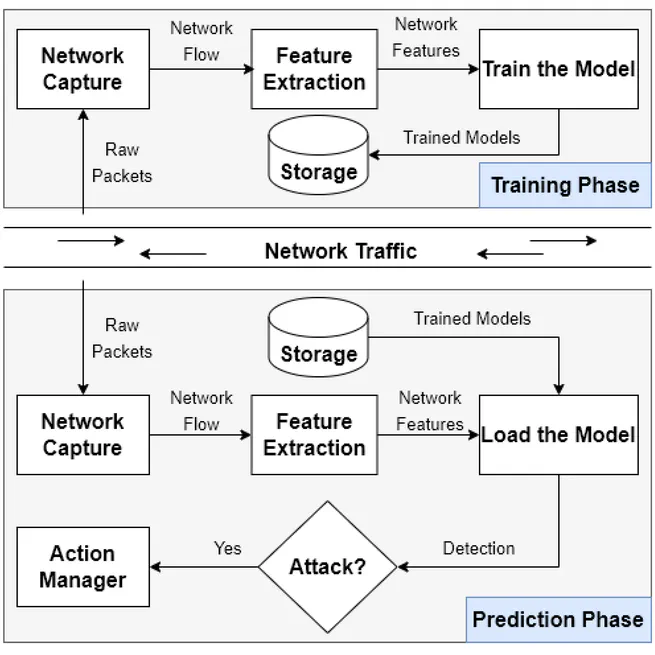 Network
Capture
Network
Flow
Feature
Extraction
Network
Features
Train the Model
Raw
Packets
Storage
Trained Models
Training Phase
Network Traffic
Raw
Packets
Storage
Trained Models
Network
Capture
Network
Flow
Feature
Extraction
Network
Features
Load the Model
Action
Manager
Yes
Attack?
Detection
Prediction Phase